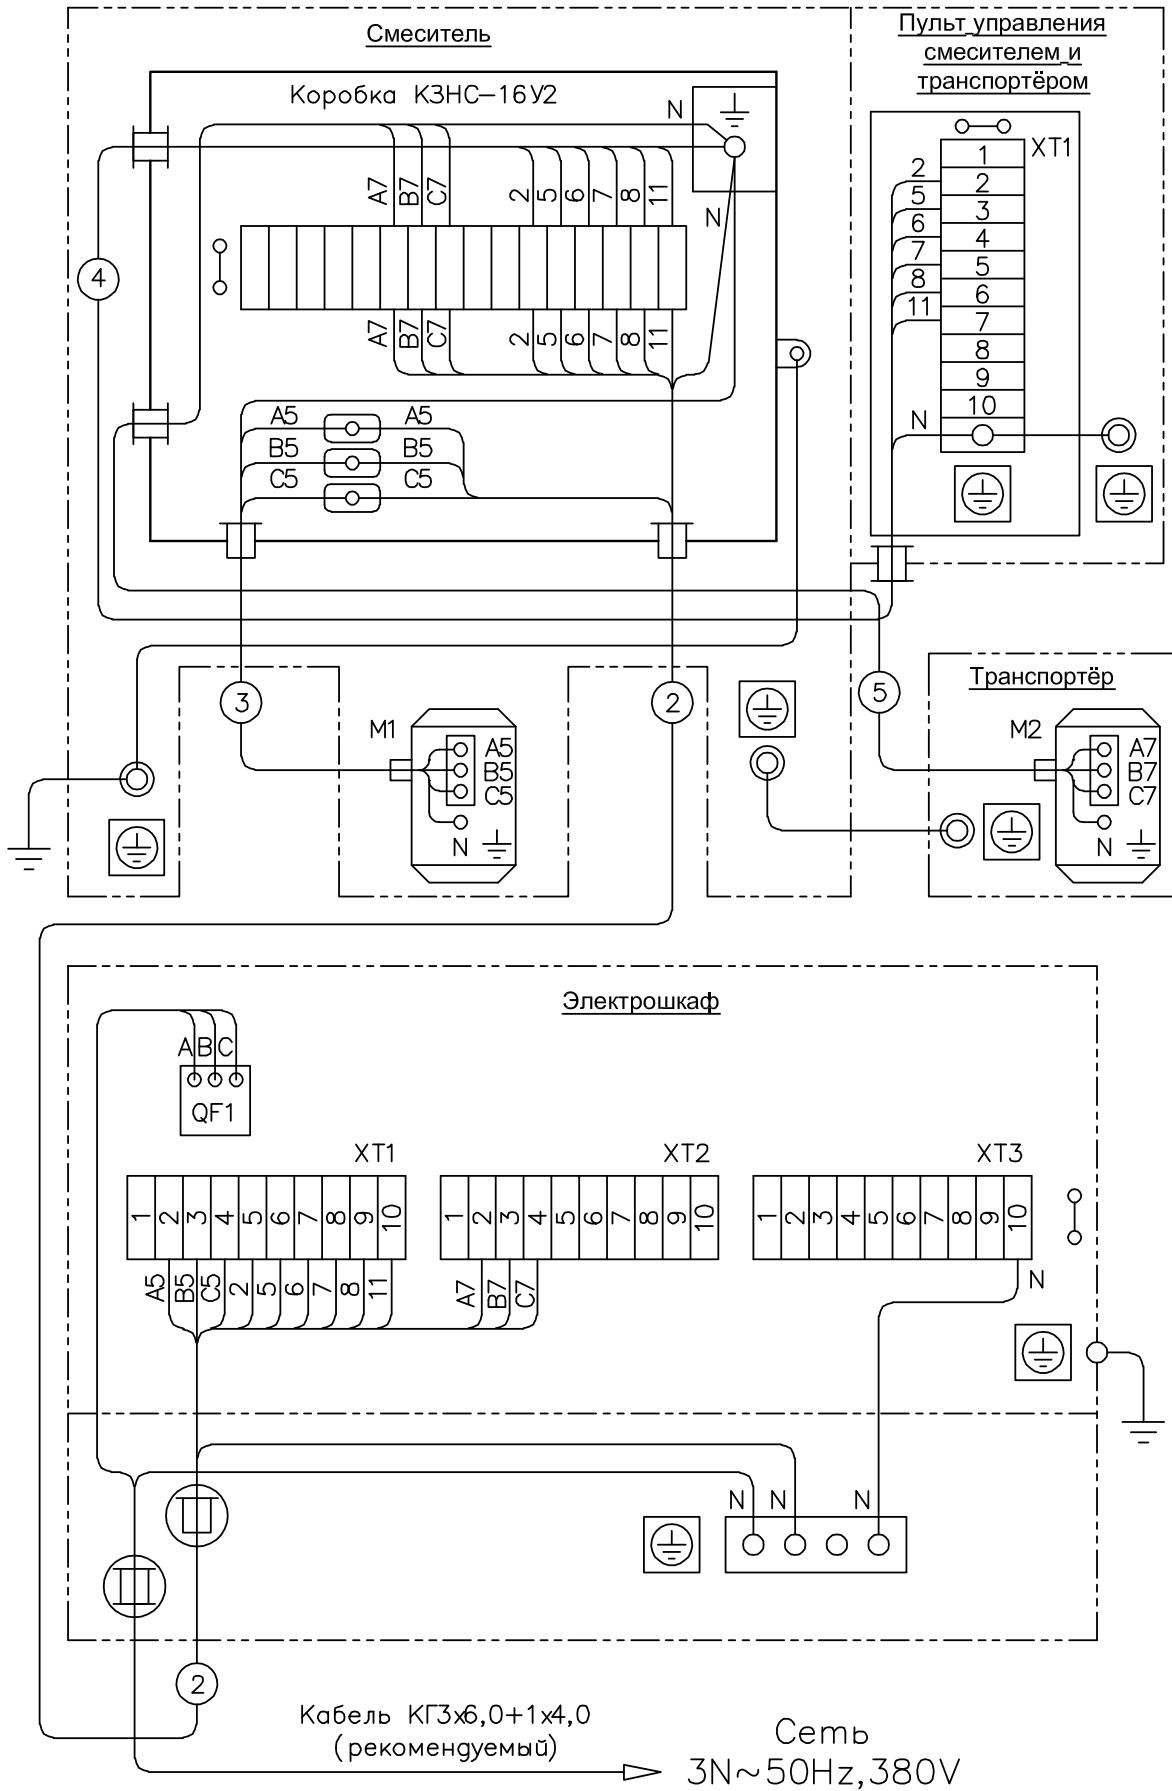 Смеситель
Пульт управления
смесителем и
транспортёром
Коробка КЗНС-16У2
N
XT1
1
2
3
4
5
6
7
8
9
10
2
5
6
7
8
11
N
A7
B7
C7
2
5
6
7
8
11
N
4
A7
B7
C7
2
5
6
7
8
11
A5
A5
B5
B5
C5
C5
3
2
5
Транспортёр
M1
A5
B5
C5
N
M2
A7
B7
C7
N
Электрошкаф
A B C
QF1
XT1
XT2
XT3
1 2 3 4 5 6 7 8 9 10
1 2 3 4 5 6 7 8 9 10
1 2 3 4 5 6 7 8 9 10
A5 B5 C5 2 5 6 7 8 11
A7 B7 C7
N
N N N
2
Кабель КГ3х6,0+1х4,0
(рекомендуемый)
Сеть
3N~50Hz,380V